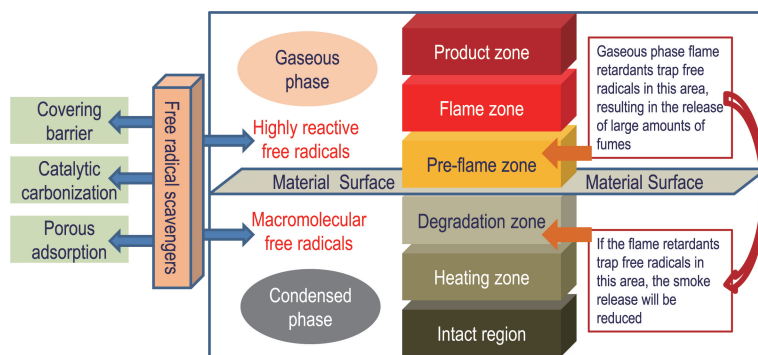 Covering
barrier
Catalytic
carbonization
Porous
adsorption
Free radical scavengers
Gaseous
phase
Highly reactive
free radicals
Material Surface
Macromolecular
free radicals
Condensed
phase
Product zone
Flame zone
Pre-flame zone
Degradation zone
Heating zone
Intact region
Gaseous phase flame
retardants trap free
radicals in this area,
resulting in the release
of large amounts of
fumes
Material Surface
If the flame retardants
trap free radicals in
this area, the smoke
release will be
reduced